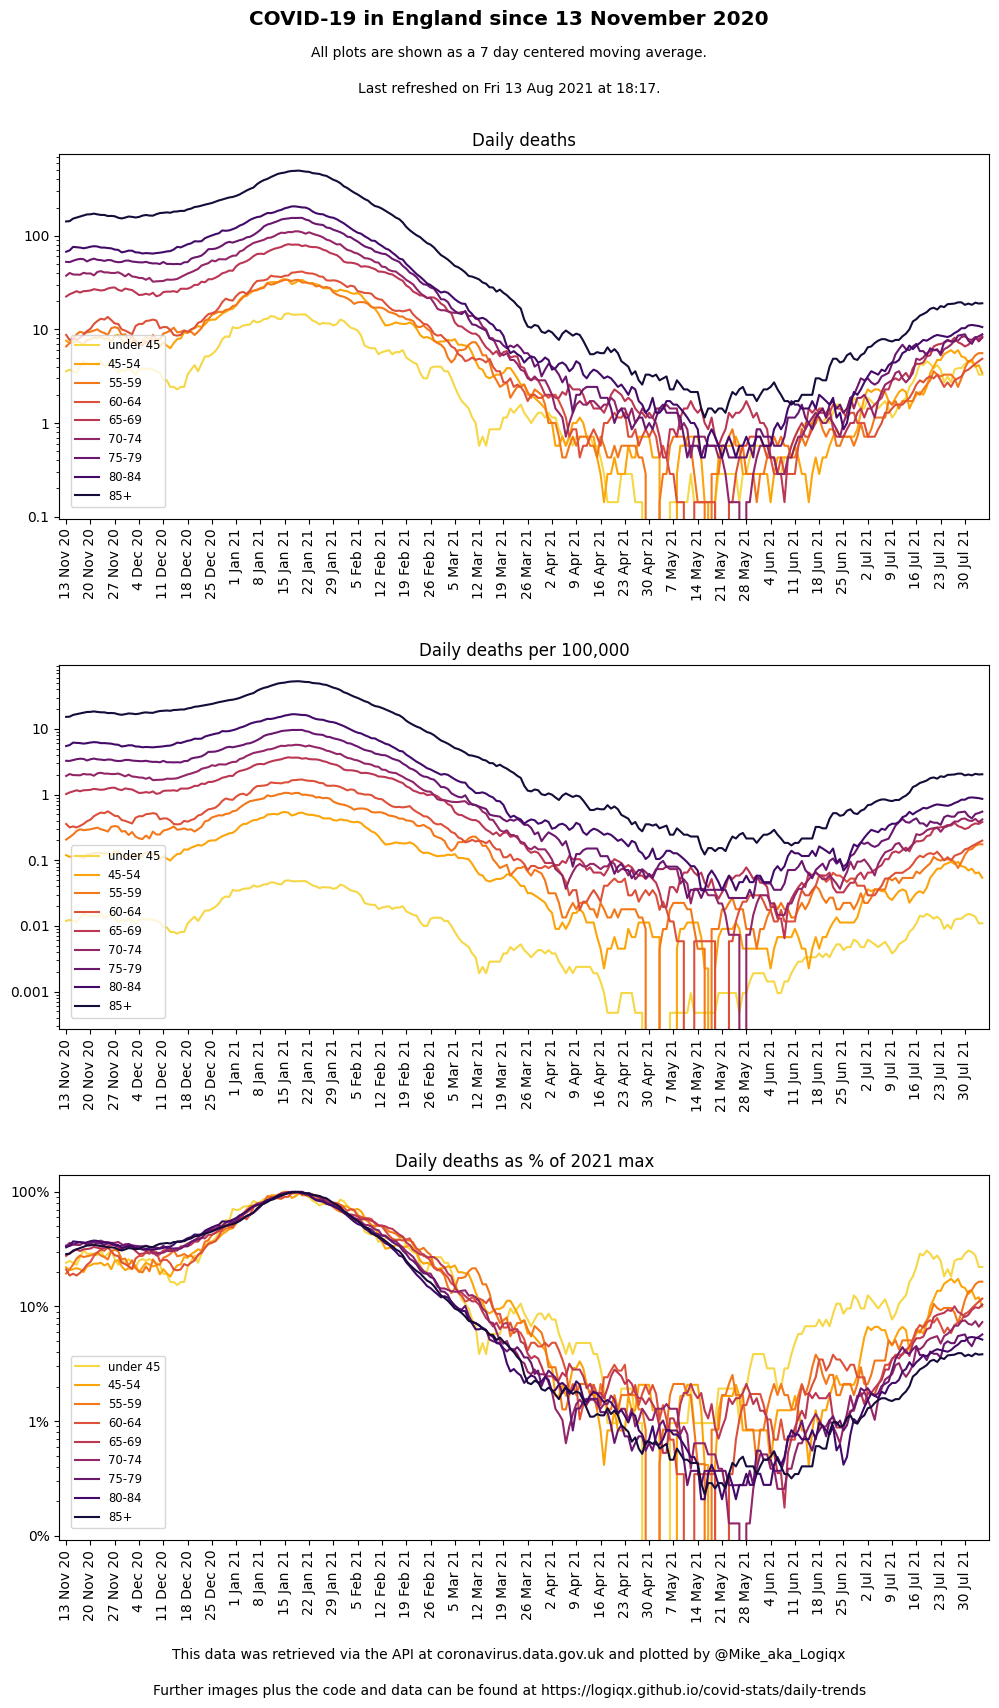 COVID-19 in England since 13 November 2020
All plots are shown as a 7 day centered moving average.
Last refreshed on Fri 13 Aug 2021 at 18:17.
Daily deaths
100
10
1
0.1
under 45
45-54
55-59
60-64
65-69
70-74
75-79
80-84
85+
13 Nov 20
20 Nov 20
27 Nov 20
4 Dec 20
11 Dec 20
18 Dec 20
25 Dec 20
1 Jan 21
8 Jan 21
15 Jan 21
22 Jan 21
29 Jan 21
5 Feb 21
12 Feb 21
19 Feb 21
26 Feb 21
5 Mar 21
12 Mar 21
19 Mar 21
26 Mar 21
2 Apr 21
9 Apr 21
16 Apr 21
23 Apr 21
30 Apr 21
7 May 21
14 May 21
21 May 21
28 May 21
4 Jun 21
11 Jun 21
18 Jun 21
25 Jun 21
2 Jul 21
9 Jul 21
16 Jul 21
23 Jul 21
30 Jul 21
Daily deaths per 100,000
10
1
0.1
0.01
0.001
under 45
45-54
55-59
60-64
65-69
70-74
75-79
80-84
85+
13 Nov 20
20 Nov 20
27 Nov 20
4 Dec 20
11 Dec 20
18 Dec 20
25 Dec 20
1 Jan 21
8 Jan 21
15 Jan 21
22 Jan 21
29 Jan 21
5 Feb 21
12 Feb 21
19 Feb 21
26 Feb 21
5 Mar 21
12 Mar 21
19 Mar 21
26 Mar 21
2 Apr 21
9 Apr 21
16 Apr 21
23 Apr 21
30 Apr 21
7 May 21
14 May 21
21 May 21
28 May 21
4 Jun 21
11 Jun 21
18 Jun 21
25 Jun 21
2 Jul 21
9 Jul 21
16 Jul 21
23 Jul 21
30 Jul 21
Daily deaths as % of 2021 max
100%
10%
1%
0%
under 45
45-54
55-59
60-64
65-69
70-74
75-79
80-84
85+
13 Nov 20
20 Nov 20
27 Nov 20
4 Dec 20
11 Dec 20
18 Dec 20
25 Dec 20
1 Jan 21
8 Jan 21
15 Jan 21
22 Jan 21
29 Jan 21
5 Feb 21
12 Feb 21
19 Feb 21
26 Feb 21
5 Mar 21
12 Mar 21
19 Mar 21
26 Mar 21
2 Apr 21
9 Apr 21
16 Apr 21
23 Apr 21
30 Apr 21
7 May 21
14 May 21
21 May 21
28 May 21
4 Jun 21
11 Jun 21
18 Jun 21
25 Jun 21
2 Jul 21
9 Jul 21
16 Jul 21
23 Jul 21
30 Jul 21
This data was retrieved via the API at coronavirus.data.gov.uk and plotted by @Mike_aka_Logiqx
Further images plus the code and data can be found at https://logiqx.github.io/covid-stats/daily-trends